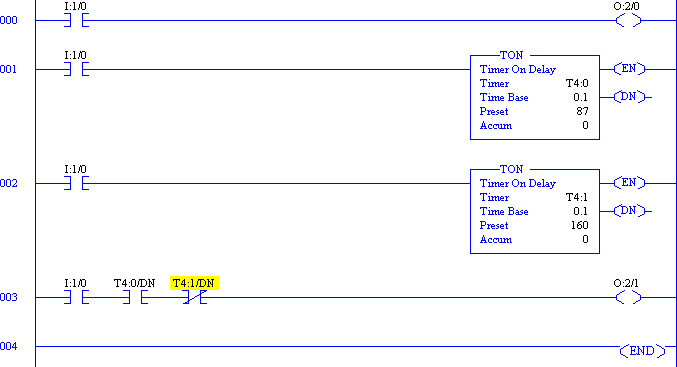 I:1/0 O:2/0
000
I:1/0 TON
001 Timer On Delay EN
Timer T4:0
Time Base 0.1 DN
Preset 87
Accum 0
I:1/0 TON
002 Timer On Delay EN
Timer T4:1
Time Base 0.1 DN
Preset 160
Accum 0
I:1/0 T4:0/DN T4:1/DN O:2/1
003
004 END